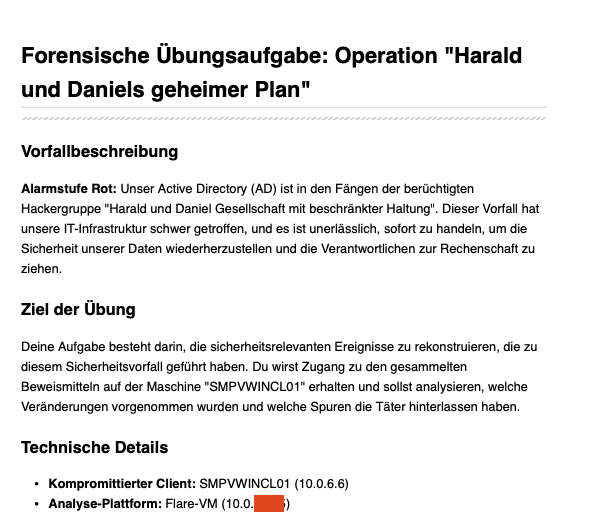 Forensische Übungsaufgabe: Operation "Harald
und Daniels geheimer Plan"
Vorfallbeschreibung
Alarmstufe Rot: Unser Active Directory (AD) ist in den Fängen der berüchtigten
Hackergruppe "Harald und Daniel Gesellschaft mit beschränkter Haltung". Dieser Vorfall hat
unsere IT-Infrastruktur schwer getroffen, und es ist unerlässlich, sofort zu handeln, um die
Sicherheit unserer Daten wiederherzustellen und die Verantwortlichen zur Rechenschaft zu
ziehen.
Ziel der Übung
Deine Aufgabe besteht darin, die sicherheitsrelevanten Ereignisse zu rekonstruieren, die zu
diesem Sicherheitsvorfall geführt haben. Du wirst Zugang zu den gesammelten
Beweismitteln auf der Maschine "SMPVWINCL01" erhalten und sollst analysieren, welche
Veränderungen vorgenommen wurden und welche Spuren die Täter hinterlassen haben.
Technische Details
• Kompromittierter Client: SMPVWINCL01 (10.0.6.6)
• Analyse-Plattform: Flare-VM (10.0. )